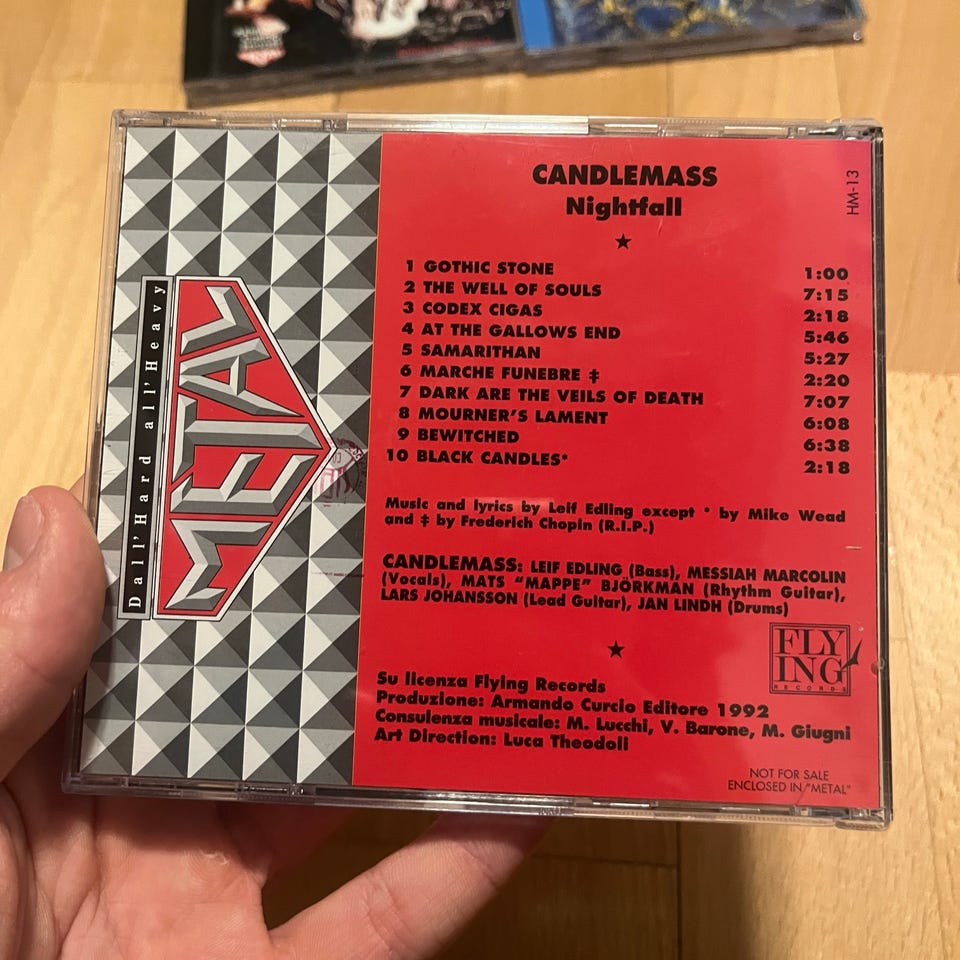 CANDLEMASS
Nightfall
HM-13
1 GOTHIC STONE 1:00
2 THE WELL OF SOULS 7:15
3 CODEX CIGAS 2:18
4 AT THE GALLOWS END 5:46
5 SAMARITHAN 5:27
6 MARCHE FUNEBRE ‡ 2:20
7 DARK ARE THE VEILS OF DEATH 7:07
8 MOURNER'S LAMENT 6:08
9 BEWITCHED 6:38
10 BLACK CANDLES* 2:18
Music and lyrics by Leif Edling except * by Mike Wead
and ‡ by Frederich Chopin (R.I.P.)
CANDLEMASS: LEIF EDLING (Bass), MESSIAH MARCOLIN
(Vocals), MATS "MAPPE" BJÖRKMAN (Rhythm Guitar),
LARS JOHANSSON (Lead Guitar), JAN LINDH (Drums)
FLY
ING
RECORDS
Su licenza Flying Records
Produzione: Armando Curcio Editore 1992
Consulenza musicale: M. Lucchi, V. Barone, M. Giugni
Art Direction: Luca Theodoli
NOT FOR SALE
ENCLOSED IN "METAL"
Dall'Hard all'Heavy
METAL